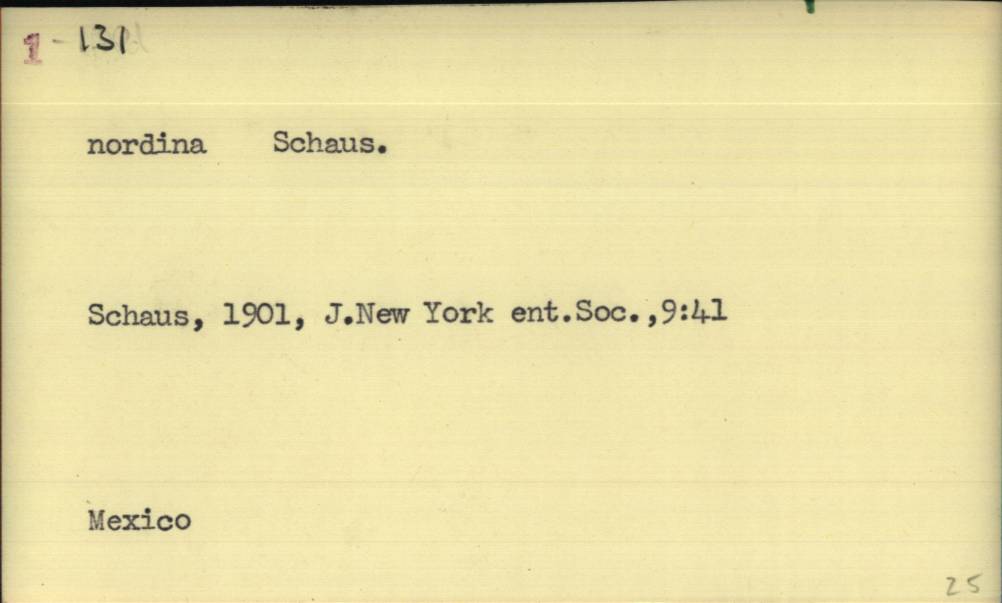 1-131
nordina Schaus.
Schaus, 1901, J.New York ent.Soc.,9:41
Mexico
25